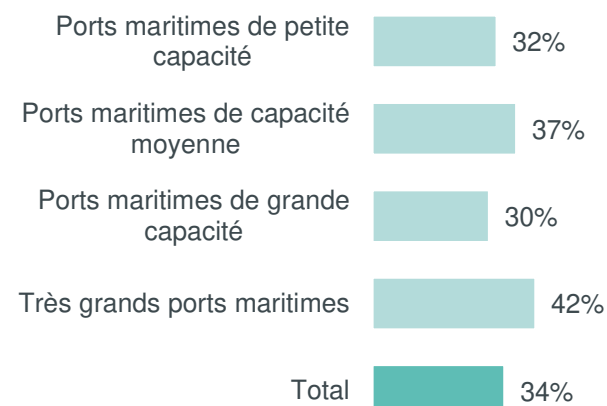 Ports maritimes de petite
capacité
32%
Ports maritimes de capacité
moyenne
37%
Ports maritimes de grande
capacité
30%
Très grands ports maritimes
42%
Total
34%